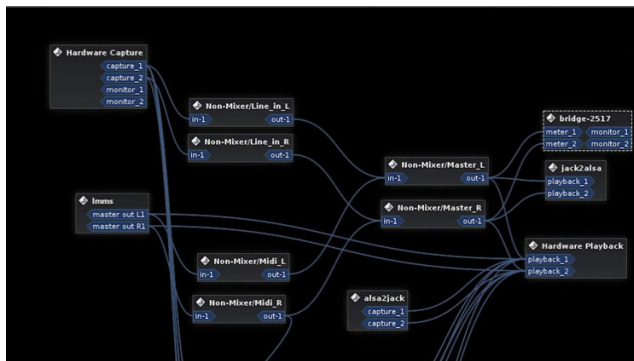 Hardware Capture
capture_1
capture_2
monitor_1
monitor_2
Non-Mixer/Line_in_L
in-1 out-1
Non-Mixer/Line_in_R
in-1 out-1
bridge-2517
meter_1 monitor_1
meter_2 monitor_2
Non-Mixer/Master_L
in-1 out-1
jack2alsa
playback_1
playback_2
lmms
master out L1
master out R1
Non-Mixer/Master_R
in-1 out-1
Hardware Playback
playback_1
playback_2
Non-Mixer/Midi_L
in-1 out-1
Non-Mixer/Midi_R
in-1 out-1
alsa2jack
capture_1
capture_2